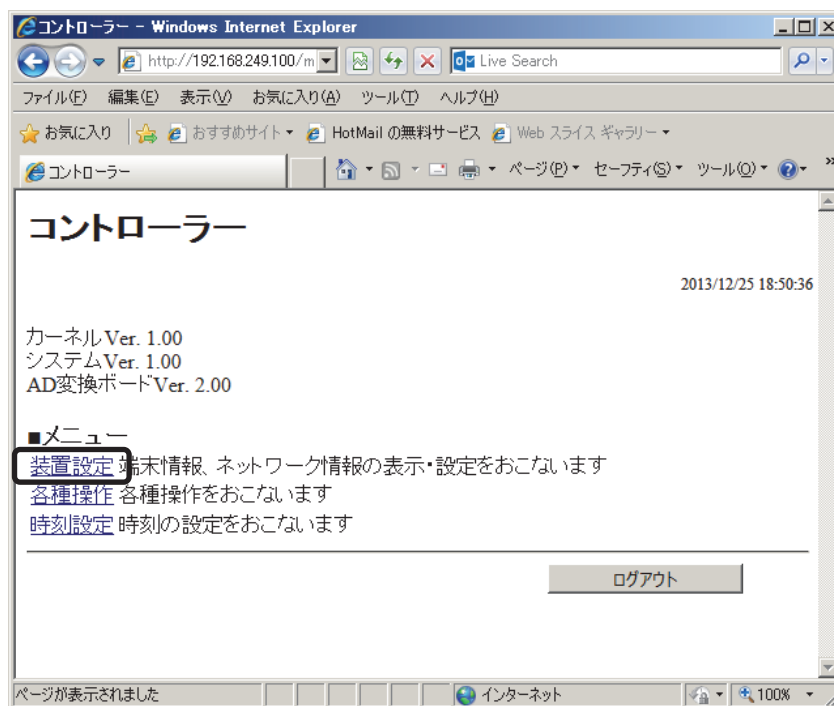 コントローラー - Windows Internet Explorer
http://192.168.249.100/m
Live Search
ファイル(F) 編集(E) 表示(V) お気に入り(A) ツール(T) ヘルプ(H)
お気に入り おすすめサイト HotMail の無料サービス Web スライス ギャラリー
コントローラー ページ(P) セーフティ(S) ツール(O)
コントローラー
2013/12/25 18:50:36
カーネルVer. 1.00
システムVer. 1.00
AD変換ボードVer. 2.00
■メニュー
装置設定 端末情報、ネットワーク情報の表示・設定をおこないます
各種操作 各種操作をおこないます
時刻設定 時刻の設定をおこないます
ログアウト
ページが表示されました インターネット 100%